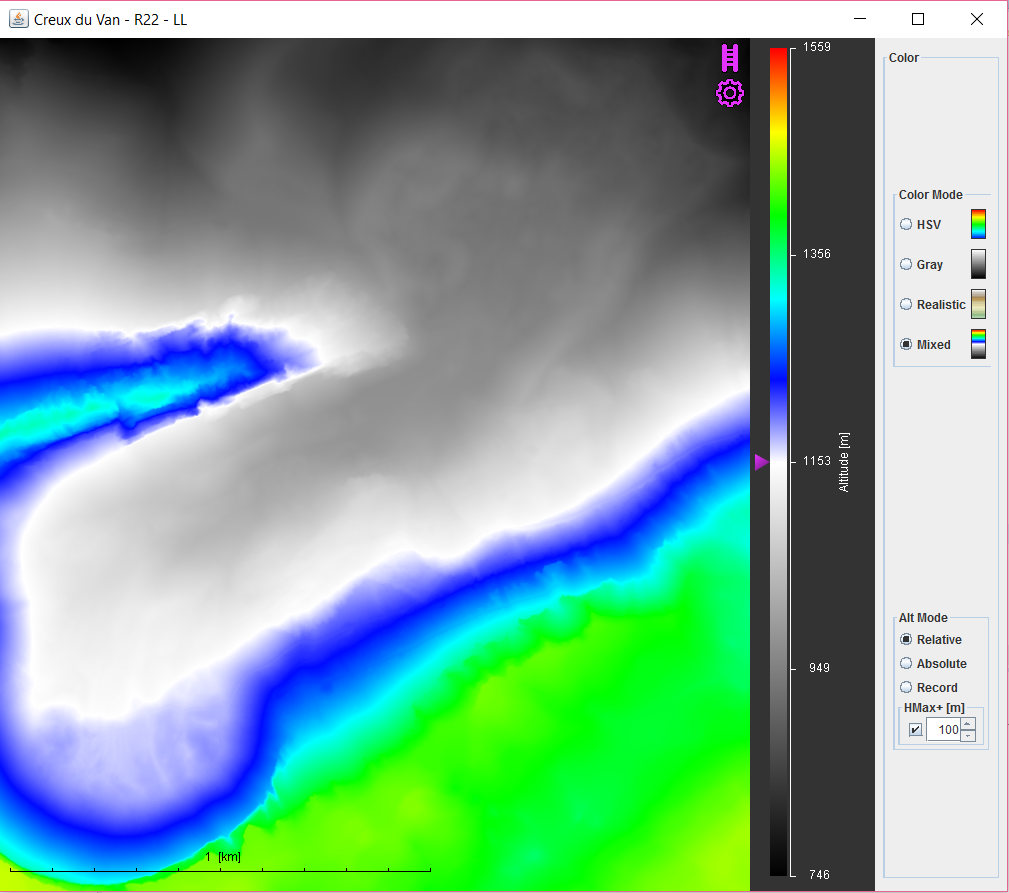 Creux du Van - R22 - LL
1559
1356
1153
Altitude [m]
949
746
1 [km]
Color
Color Mode
HSV
Gray
Realistic
Mixed
Alt Mode
Relative
Absolute
Record
HMax+ [m]
100